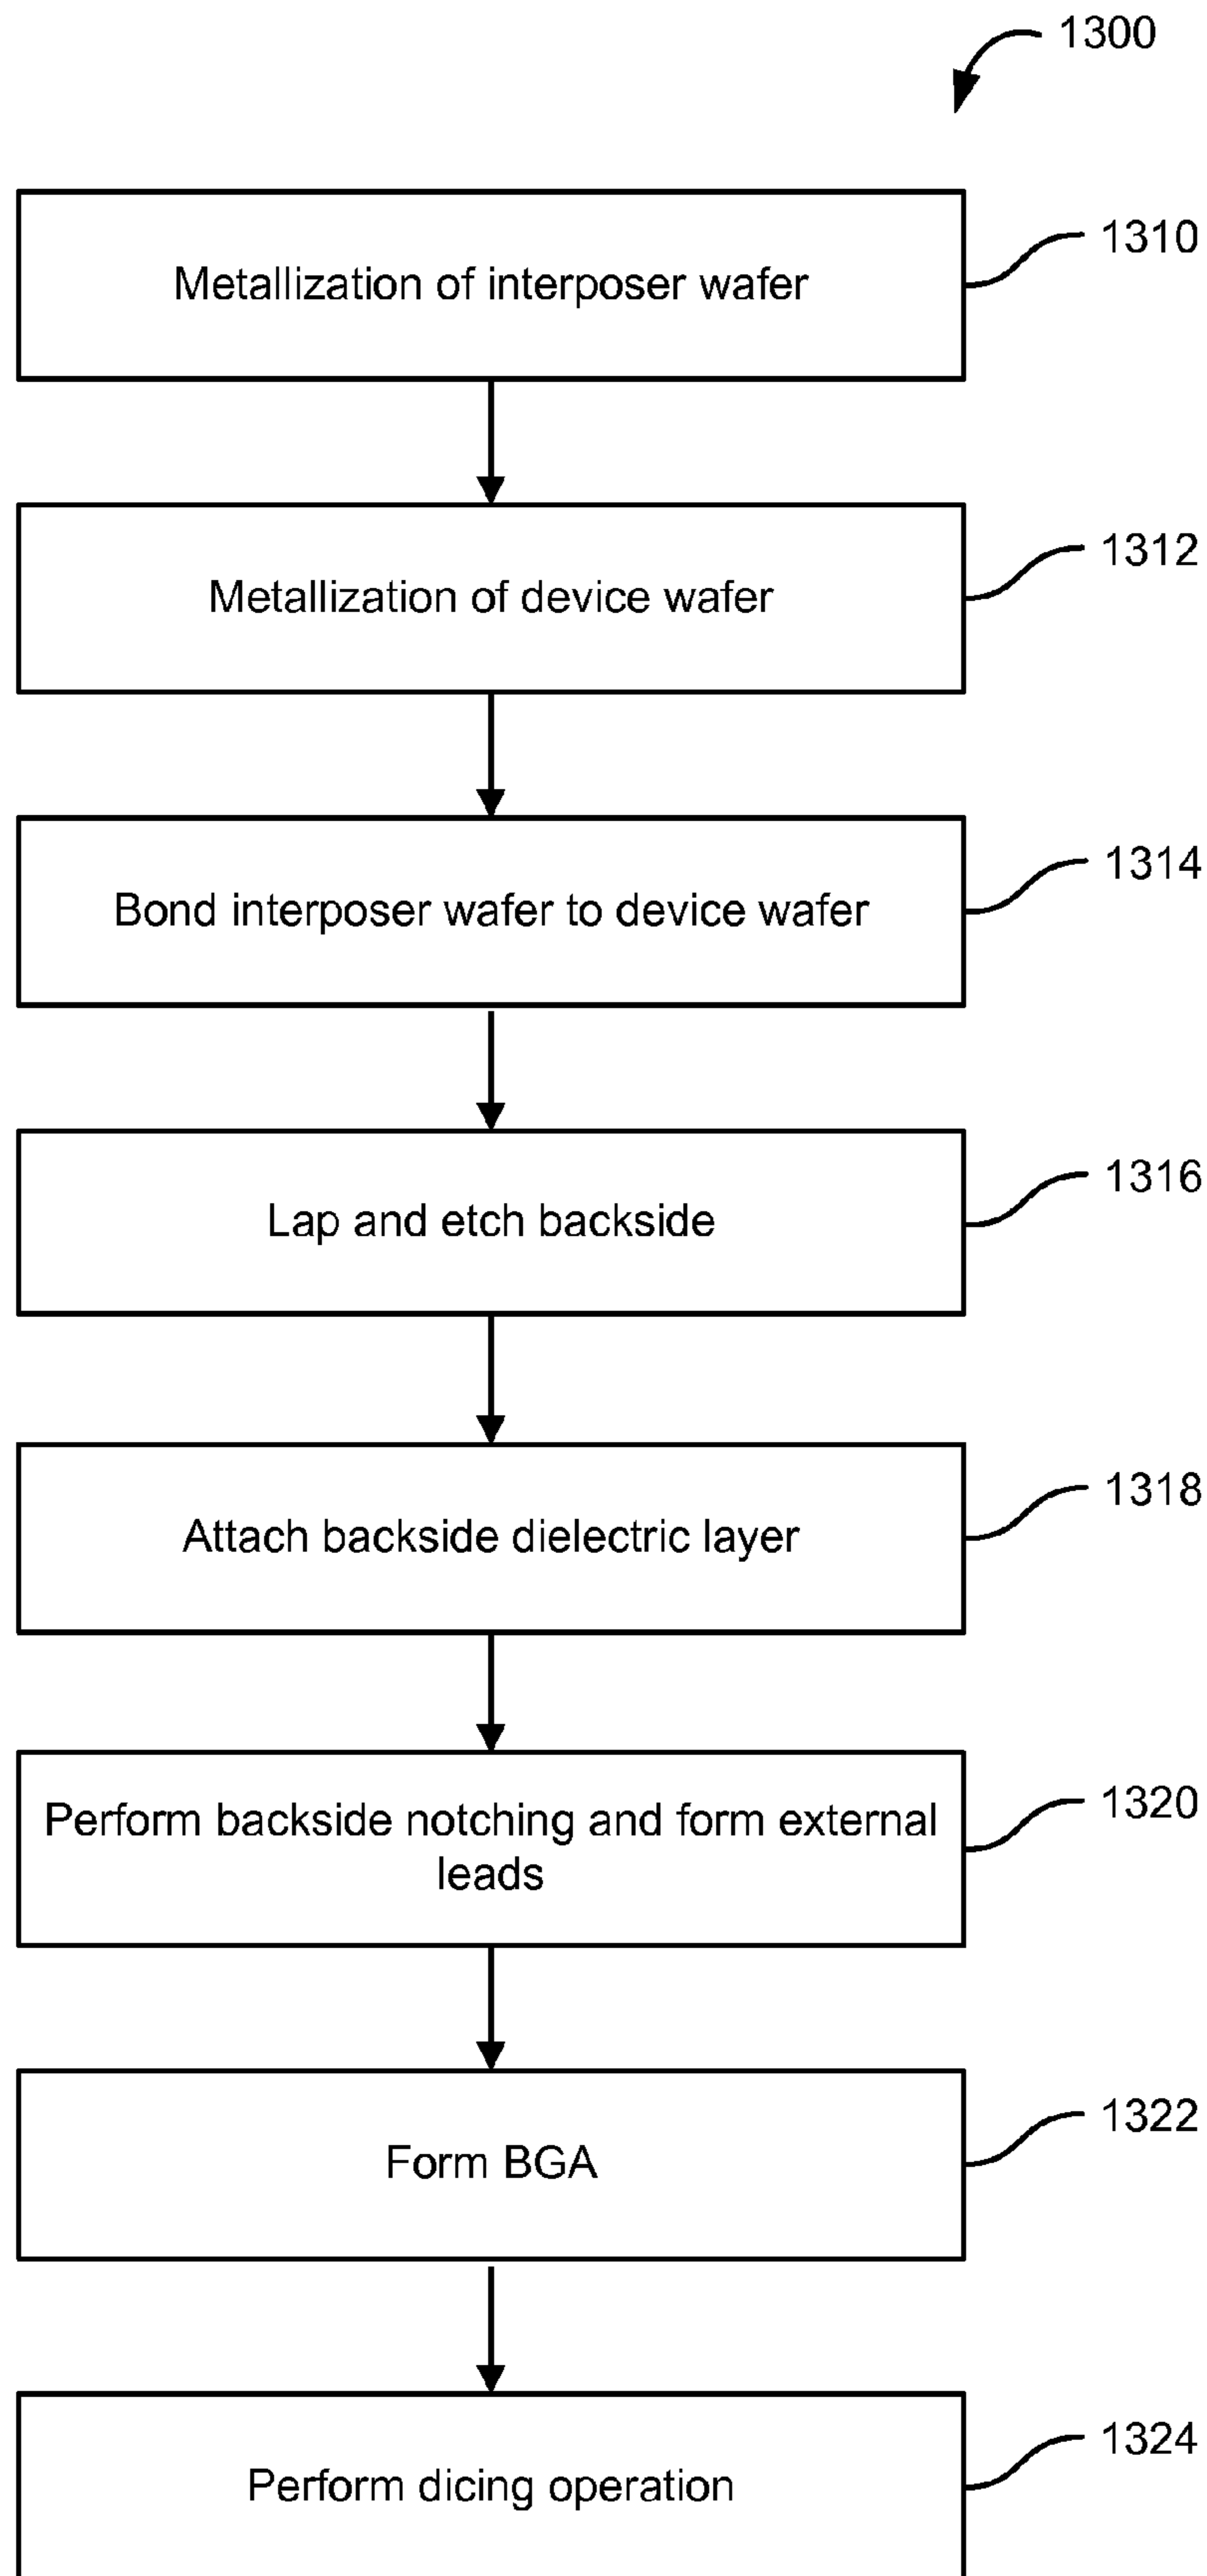 1300
Metallization of interposer wafer
1310
Metallization of device wafer
1312
Bond interposer wafer to device wafer
1314
Lap and etch backside
1316
Attach backside dielectric layer
1318
Perform backside notching and form external
leads
1320
Form BGA
1322
Perform dicing operation
1324